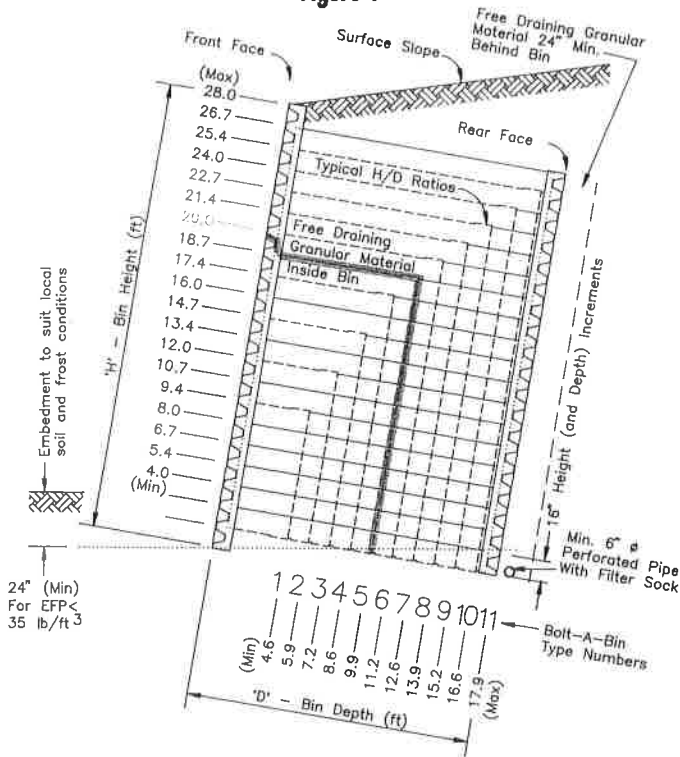 Figure 1
Front Face
Surface Slope
Free Draining Granular
Material 24" Min.
Behind Bin
(Max)
28.0
26.7
25.4
24.0
22.7
21.4
20.0
18.7
17.4
16.0
14.7
13.4
12.0
10.7
9.4
8.0
6.7
5.4
4.0
(Min)
Rear Face
Typical H/D Ratios
Free Draining
Granular Material
Inside Bin
'H' - Bin Height (ft)
Embedment to suit local
soil and frost conditions
16" Height (and Depth) Increments
24" (Min)
For EFP<
35 lb/ft3
Min. 6" ø
Perforated Pipe
With Filter Sock
1 2 3 4 5 6 7 8 9 10 11
Bolt-A-Bin
Type Numbers
(Min)
4.6
5.9
7.2
8.6
9.9
11.2
12.6
13.9
15.2
16.6
17.9
(Max)
'D' - Bin Depth (ft)